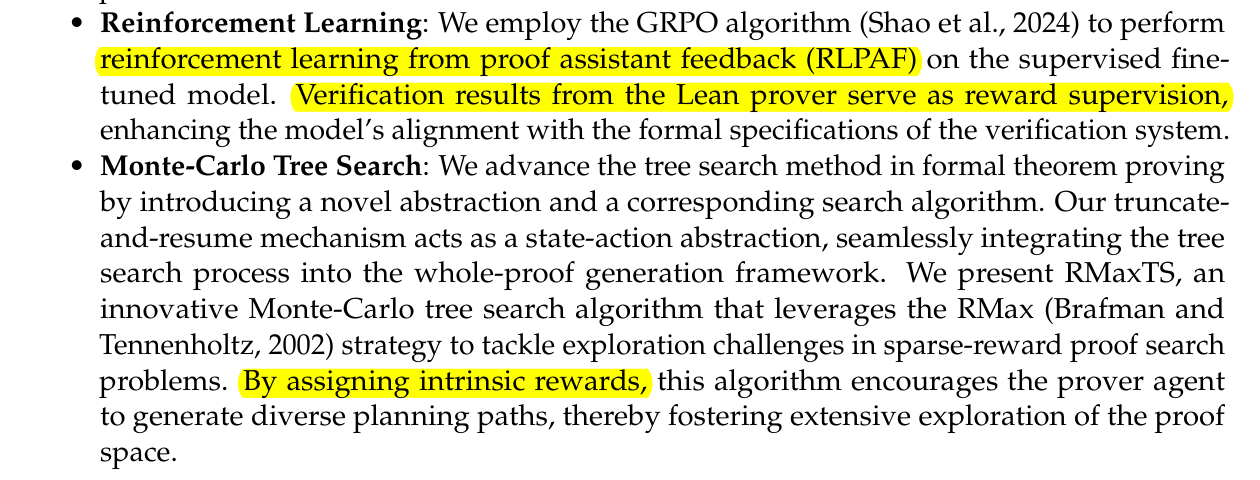 • Reinforcement Learning: We employ the GRPO algorithm (Shao et al., 2024) to perform
reinforcement learning from proof assistant feedback (RLPAF) on the supervised fine-
tuned model. Verification results from the Lean prover serve as reward supervision,
enhancing the model's alignment with the formal specifications of the verification system.
• Monte-Carlo Tree Search: We advance the tree search method in formal theorem proving
by introducing a novel abstraction and a corresponding search algorithm. Our truncate-
and-resume mechanism acts as a state-action abstraction, seamlessly integrating the tree
search process into the whole-proof generation framework. We present RMaxTS, an
innovative Monte-Carlo tree search algorithm that leverages the RMax (Brafman and
Tennenholtz, 2002) strategy to tackle exploration challenges in sparse-reward proof search
problems. By assigning intrinsic rewards, this algorithm encourages the prover agent
to generate diverse planning paths, thereby fostering extensive exploration of the proof
space.